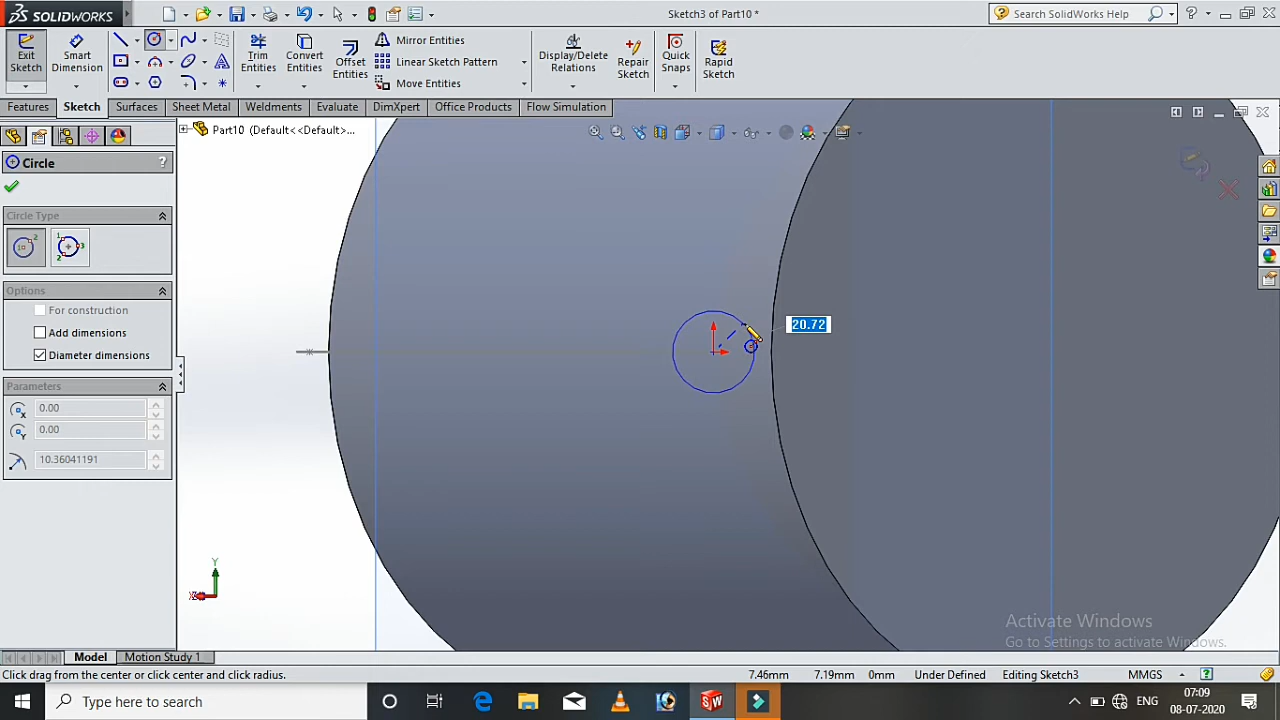 SOLIDWORKS
Sketch3 of Part10 *
Search SolidWorks Help
Exit Sketch
Smart Dimension
Trim Entities
Convert Entities
Offset Entities
Mirror Entities
Linear Sketch Pattern
Move Entities
Display/Delete Relations
Repair Sketch
Quick Snaps
Rapid Sketch
Features Sketch Surfaces Sheet Metal Weldments Evaluate DimXpert Office Products Flow Simulation
Part10 (Default<<Default>...
Circle ?
Circle Type
Options
For construction
Add dimensions
Diameter dimensions
Parameters
0.00
0.00
10.36041191
20.72
Y
Activate Windows
Go to Settings to activate Windows.
Model Motion Study 1
Click drag from the center or click center and click radius.
7.46mm 7.19mm 0mm Under Defined Editing Sketch3 MMGS
Type here to search
ENG
07:09
08-07-2020